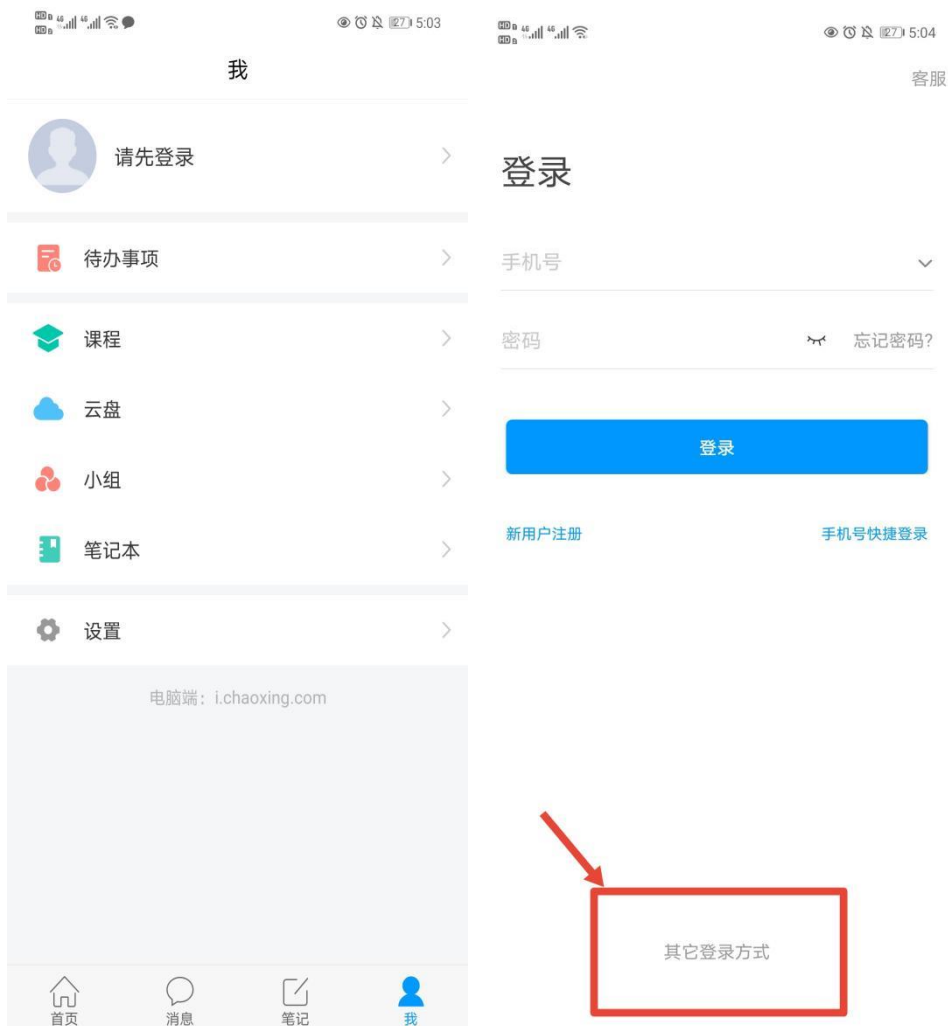 5:03
我
请先登录
待办事项
课程
云盘
小组
笔记本
设置
电脑端：i.chaoxing.com
首页
消息
笔记
我
5:04
客服
登录
手机号
密码
忘记密码?
登录
新用户注册
手机号快捷登录
其它登录方式